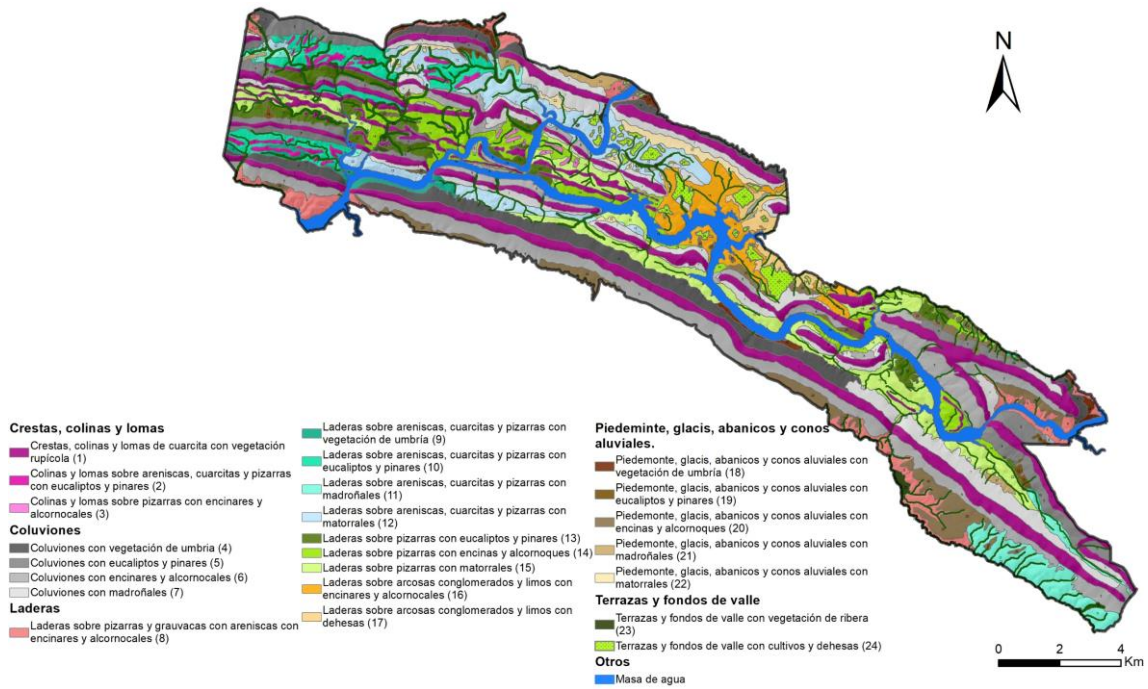 N
Crestas, colinas y lomas
Crestas, colinas y lomas de cuarcita con vegetación
rupícola (1)
Colinas y lomas sobre areniscas, cuarcitas y pizarras
con eucaliptos y pinares (2)
Colinas y lomas sobre pizarras con encinares y
alcornocales (3)
Coluviones
Coluviones con vegetación de umbria (4)
Coluviones con eucaliptos y pinares (5)
Coluviones con encinares y alcornocales (6)
Coluviones con madroñales (7)
Laderas
Laderas sobre pizarras y grauvacas con areniscas con
encinares y alcornocales (8)
Laderas sobre areniscas, cuarcitas y pizarras con
vegetación de umbría (9)
Laderas sobre areniscas, cuarcitas y pizarras con
eucaliptos y pinares (10)
Laderas sobre areniscas, cuarcitas y pizarras con
madroñales (11)
Laderas sobre areniscas, cuarcitas y pizarras con
matorrales (12)
Laderas sobre pizarras con eucaliptos y pinares (13)
Laderas sobre pizarras con encinas y alcornoques (14)
Laderas sobre pizarras con matorrales (15)
Laderas sobre arcosas conglomerados y limos con
encinares y alcornocales (16)
Laderas sobre arcosas conglomerados y limos con
dehesas (17)
Piedeminte, glacis, abanicos y conos
aluviales.
Piedemonte, glacis, abanicos y conos aluviales con
vegetación de umbría (18)
Piedemonte, glacis, abanicos y conos aluviales con
eucaliptos y pinares (19)
Piedemonte, glacis, abanicos y conos aluviales con
encinas y alcornoques (20)
Piedemonte, glacis, abanicos y conos aluviales con
madroñales (21)
Piedemonte, glacis, abanicos y conos aluviales con
matorrales (22)
Terrazas y fondos de valle
Terrazas y fondos de valle con vegetación de ribera
(23)
Terrazas y fondos de valle con cultivos y dehesas (24)
Otros
Masa de agua
0 2 4
Km